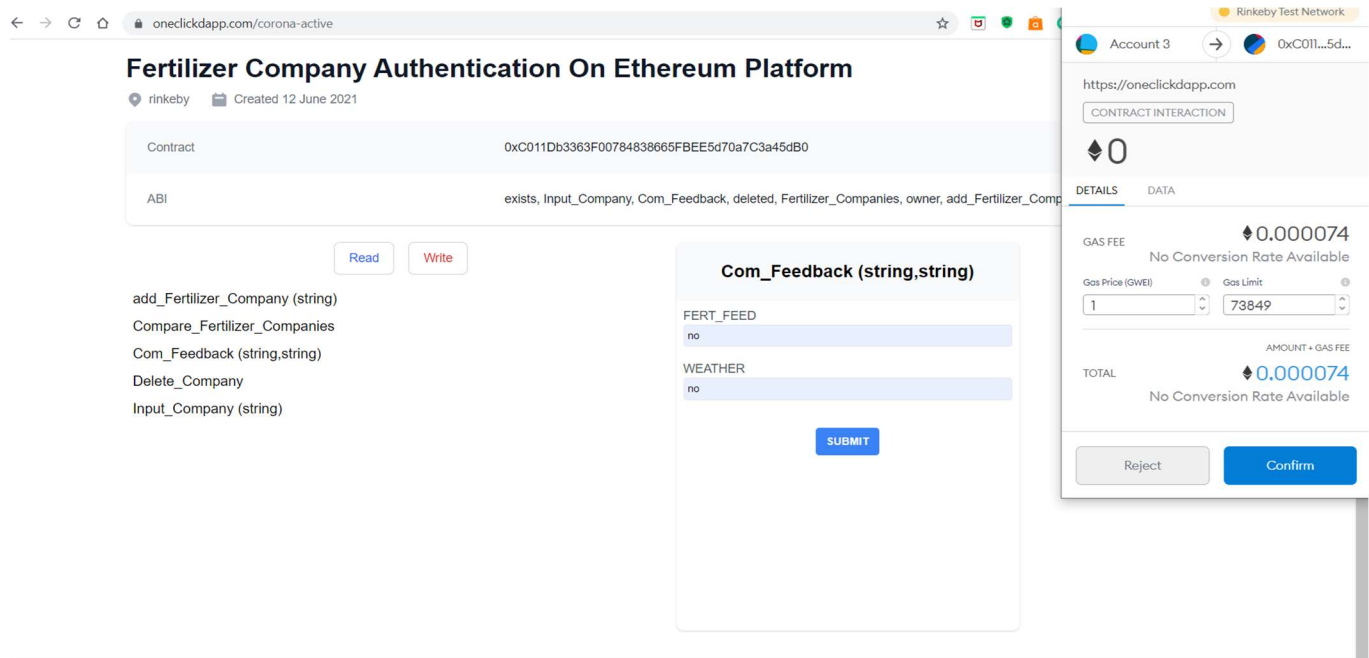 oneclickdapp.com/corona-active
Fertilizer Company Authentication On Ethereum Platform
rinkeby Created 12 June 2021
Contract 0xC011Db3363F00784838665FBEE5d70a7C3a45dB0
ABI exists, Input_Company, Com_Feedback, deleted, Fertilizer_Companies, owner, add_Fertilizer_Comp
Read Write
add_Fertilizer_Company (string)
Compare_Fertilizer_Companies
Com_Feedback (string,string)
Delete_Company
Input_Company (string)
Com_Feedback (string,string)
FERT_FEED
no
WEATHER
no
SUBMIT
Rinkeby Test Network
Account 3 0xC011...5d...
https://oneclickdapp.com
CONTRACT INTERACTION
0
DETAILS DATA
GAS FEE 0.000074
No Conversion Rate Available
Gas Price (GWEI) Gas Limit
1 73849
AMOUNT + GAS FEE
TOTAL 0.000074
No Conversion Rate Available
Reject Confirm